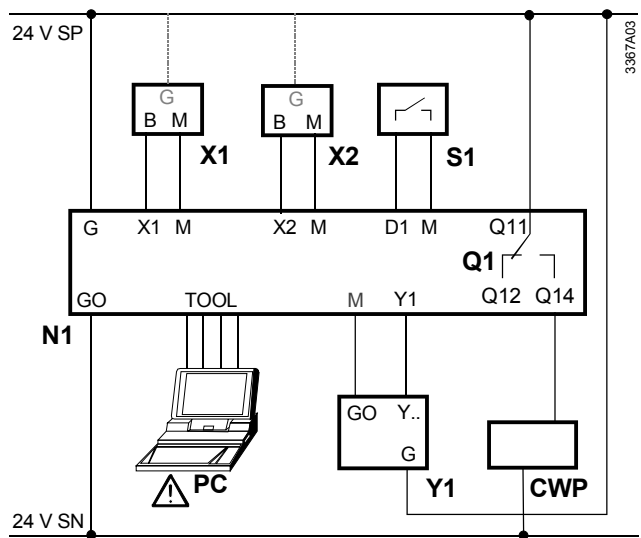 24 V SP
3367A03
G
G
B M
B M
X1
X2
S1
G X1 M X2 M D1 M Q11
Q1
Q12 Q14
GO TOOL M Y1
N1
GO Y..
G
PC
Y1
CWP
24 V SN